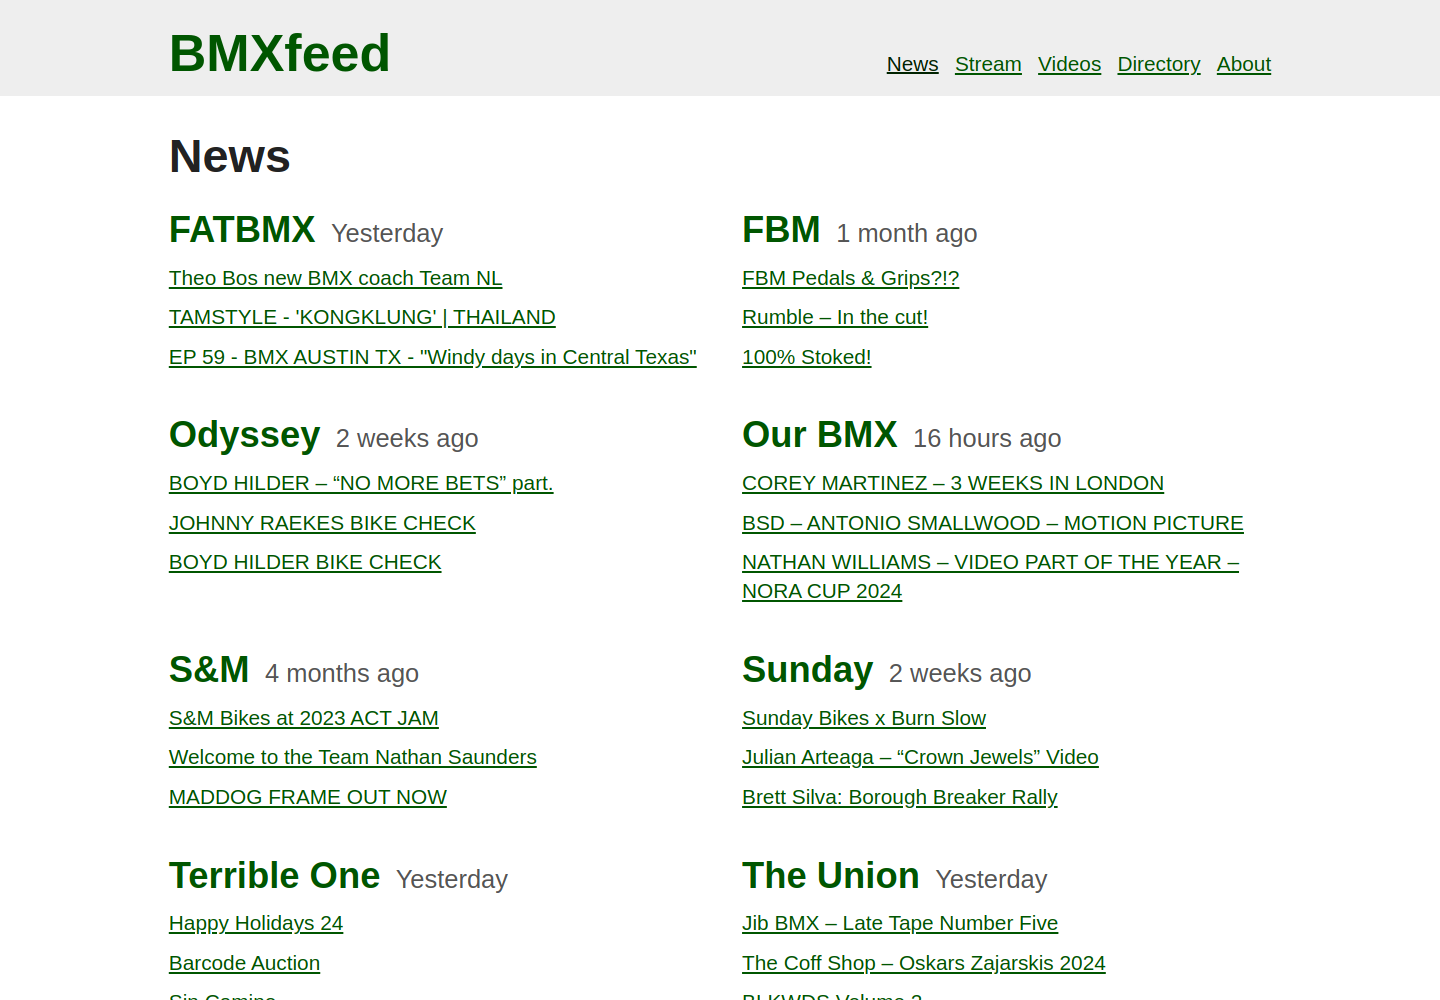 BMXfeed
News Stream Videos Directory About
News
FATBMX Yesterday
Theo Bos new BMX coach Team NL
TAMSTYLE - 'KONGKLUNG' | THAILAND
EP 59 - BMX AUSTIN TX - "Windy days in Central Texas"
FBM 1 month ago
FBM Pedals & Grips?!?
Rumble – In the cut!
100% Stoked!
Odyssey 2 weeks ago
BOYD HILDER – “NO MORE BETS” part.
JOHNNY RAEKES BIKE CHECK
BOYD HILDER BIKE CHECK
Our BMX 16 hours ago
COREY MARTINEZ – 3 WEEKS IN LONDON
BSD – ANTONIO SMALLWOOD – MOTION PICTURE
NATHAN WILLIAMS – VIDEO PART OF THE YEAR –
NORA CUP 2024
S&M 4 months ago
S&M Bikes at 2023 ACT JAM
Welcome to the Team Nathan Saunders
MADDOG FRAME OUT NOW
Sunday 2 weeks ago
Sunday Bikes x Burn Slow
Julian Arteaga – “Crown Jewels” Video
Brett Silva: Borough Breaker Rally
Terrible One Yesterday
Happy Holidays 24
Barcode Auction
The Union Yesterday
Jib BMX – Late Tape Number Five
The Coff Shop – Oskars Zajarskis 2024